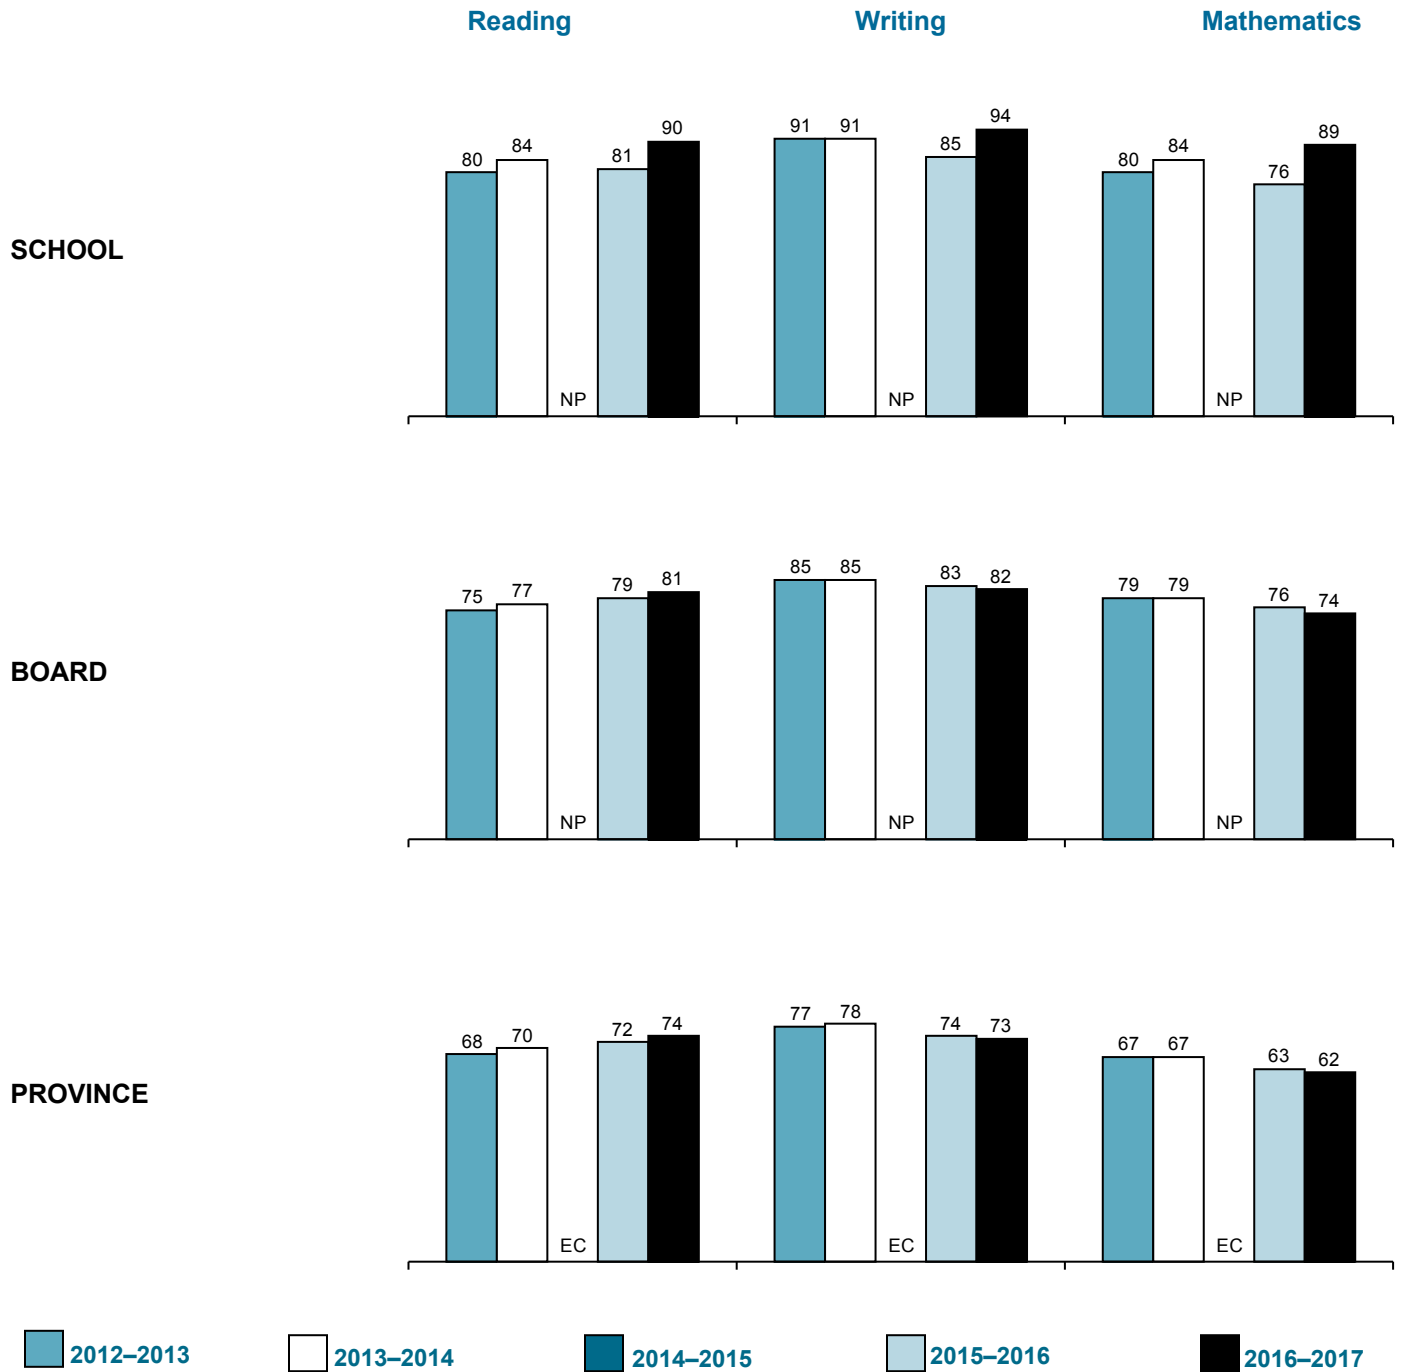 Reading Writing Mathematics
SCHOOL
80 84 NP 81 90 91 91 NP 85 94 80 84 NP 76 89
BOARD
75 77 NP 79 81 85 85 NP 83 82 79 79 NP 76 74
PROVINCE
68 70 EC 72 74 77 78 EC 74 73 67 67 EC 63 62
2012–2013 2013–2014 2014–2015 2015–2016 2016–2017